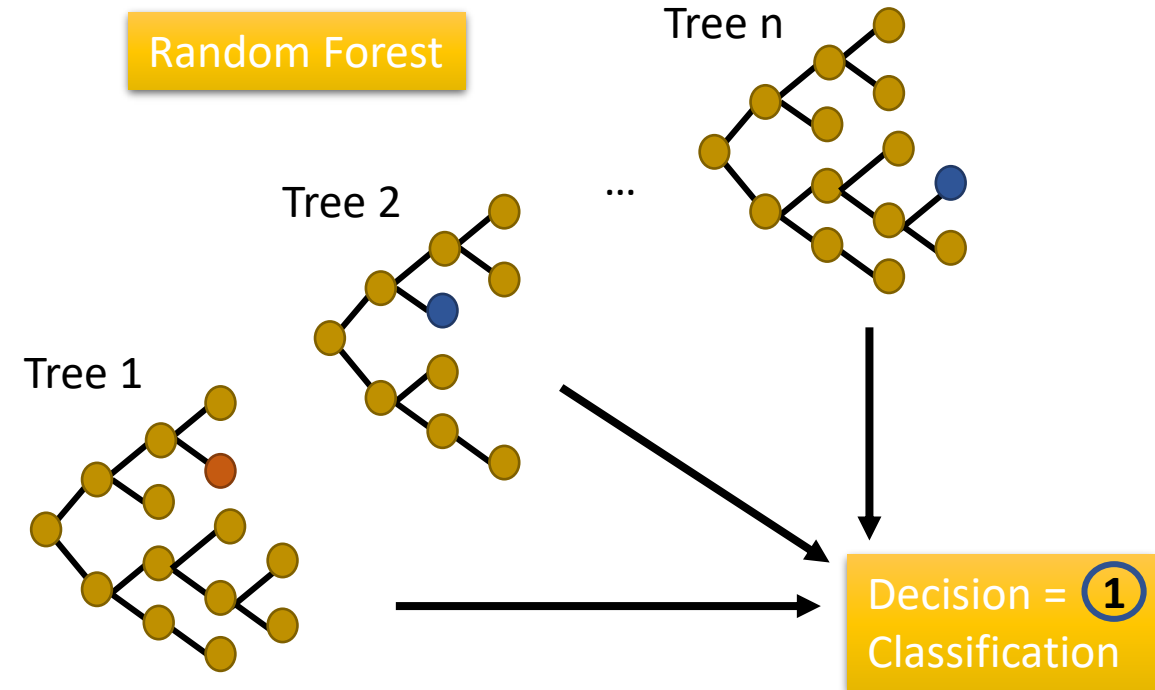 Random Forest
Tree n
Tree 2
...
Tree 1
Decision = 1
Classification